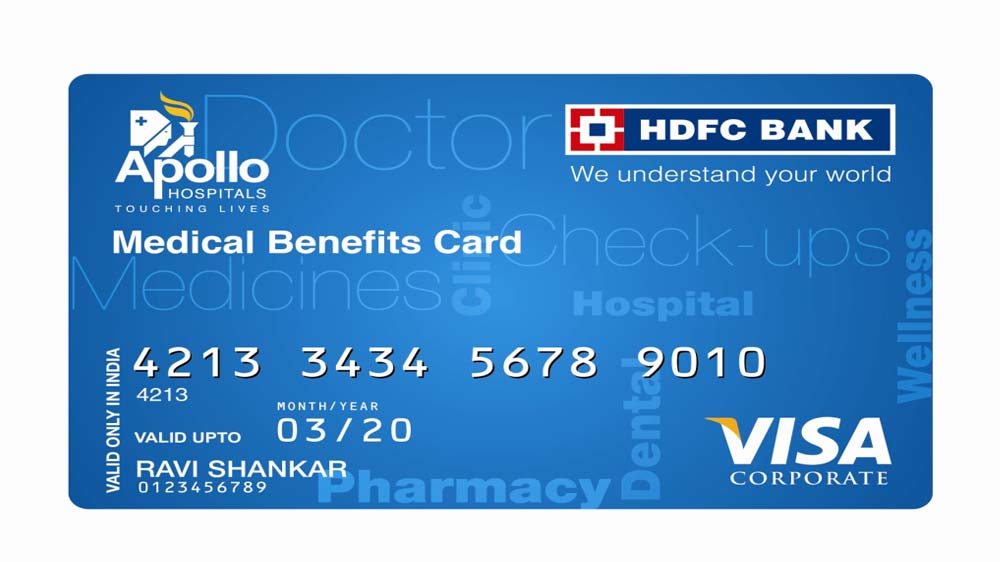 Doctor
Apollo
HOSPITALS
TOUCHING LIVES
HDFC BANK
We understand your world
Medical Benefits Card
Check-ups
Medicines
Clinic
Hospital
Wellness
4213 3434 5678 9010
4213
VALID ONLY IN INDIA
MONTH/YEAR
VALID UPTO 03/20
Dental
RAVI SHANKAR
0123456789
Pharmacy
VISA
CORPORATE